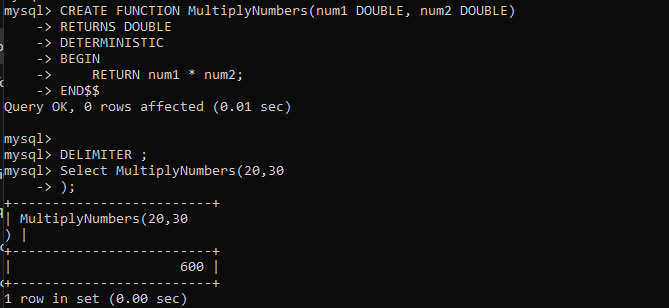 mysql> CREATE FUNCTION MultiplyNumbers(num1 DOUBLE, num2 DOUBLE)
    -> RETURNS DOUBLE
    -> DETERMINISTIC
    -> BEGIN
    ->     RETURN num1 * num2;
    -> END$$
Query OK, 0 rows affected (0.01 sec)

mysql>
mysql> DELIMITER ;
mysql> Select MultiplyNumbers(20,30
    -> );
+------------------------+
| MultiplyNumbers(20,30
) |
+------------------------+
|                    600 |
+------------------------+
1 row in set (0.00 sec)